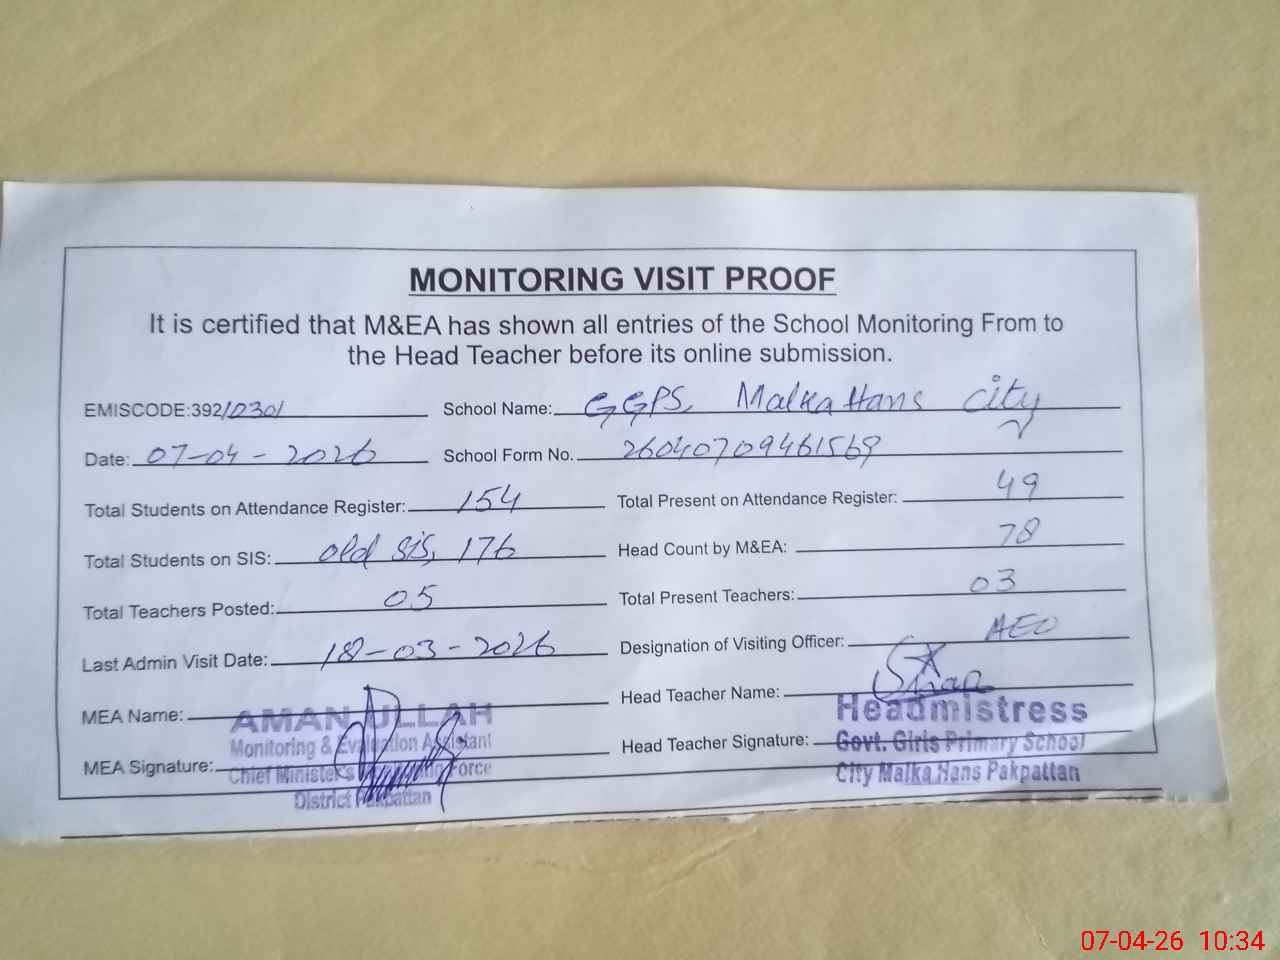 MONITORING VISIT PROOF
It is certified that M&EA has shown all entries of the School Monitoring From to
the Head Teacher before its online submission.
EMISCODE:392/10301 School Name: GGPS, Malka Hans City
Date: 07-04-2026 School Form No. 26040709461569
Total Students on Attendance Register: 154 Total Present on Attendance Register: 49
Total Students on SIS: old sis, 176 Head Count by M&EA: 78
Total Teachers Posted: 05 Total Present Teachers: 03
Last Admin Visit Date: 18-03-2026 Designation of Visiting Officer: AEO
MEA Name: AMAN ULLAH Head Teacher Name:
Monitoring & Evaluation Assistant Headmistress
MEA Signature: Chief Minister's Monitoring Force Head Teacher Signature: Govt. Girls Primary School
District Pakpattan City Malka Hans Pakpattan
07-04-26 10:34